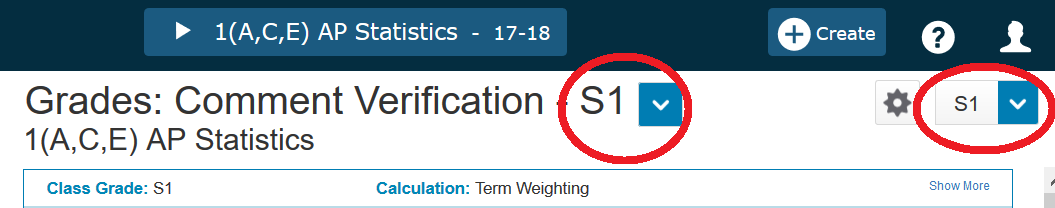 1(A,C,E) AP Statistics - 17-18
Create
?
Grades: Comment Verification - S1
S1
1(A,C,E) AP Statistics
Class Grade: S1
Calculation: Term Weighting
Show More